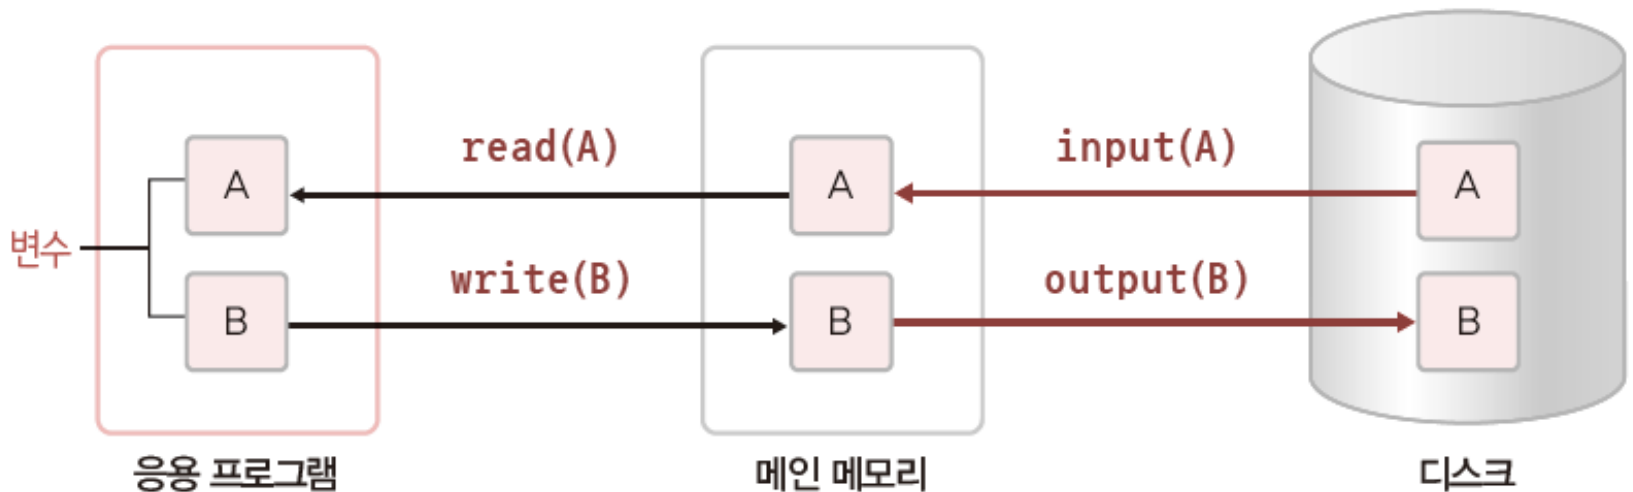 read(A)
input(A)
A
A
A
변수
write(B)
output(B)
B
B
B
응용 프로그램
메인 메모리
디스크